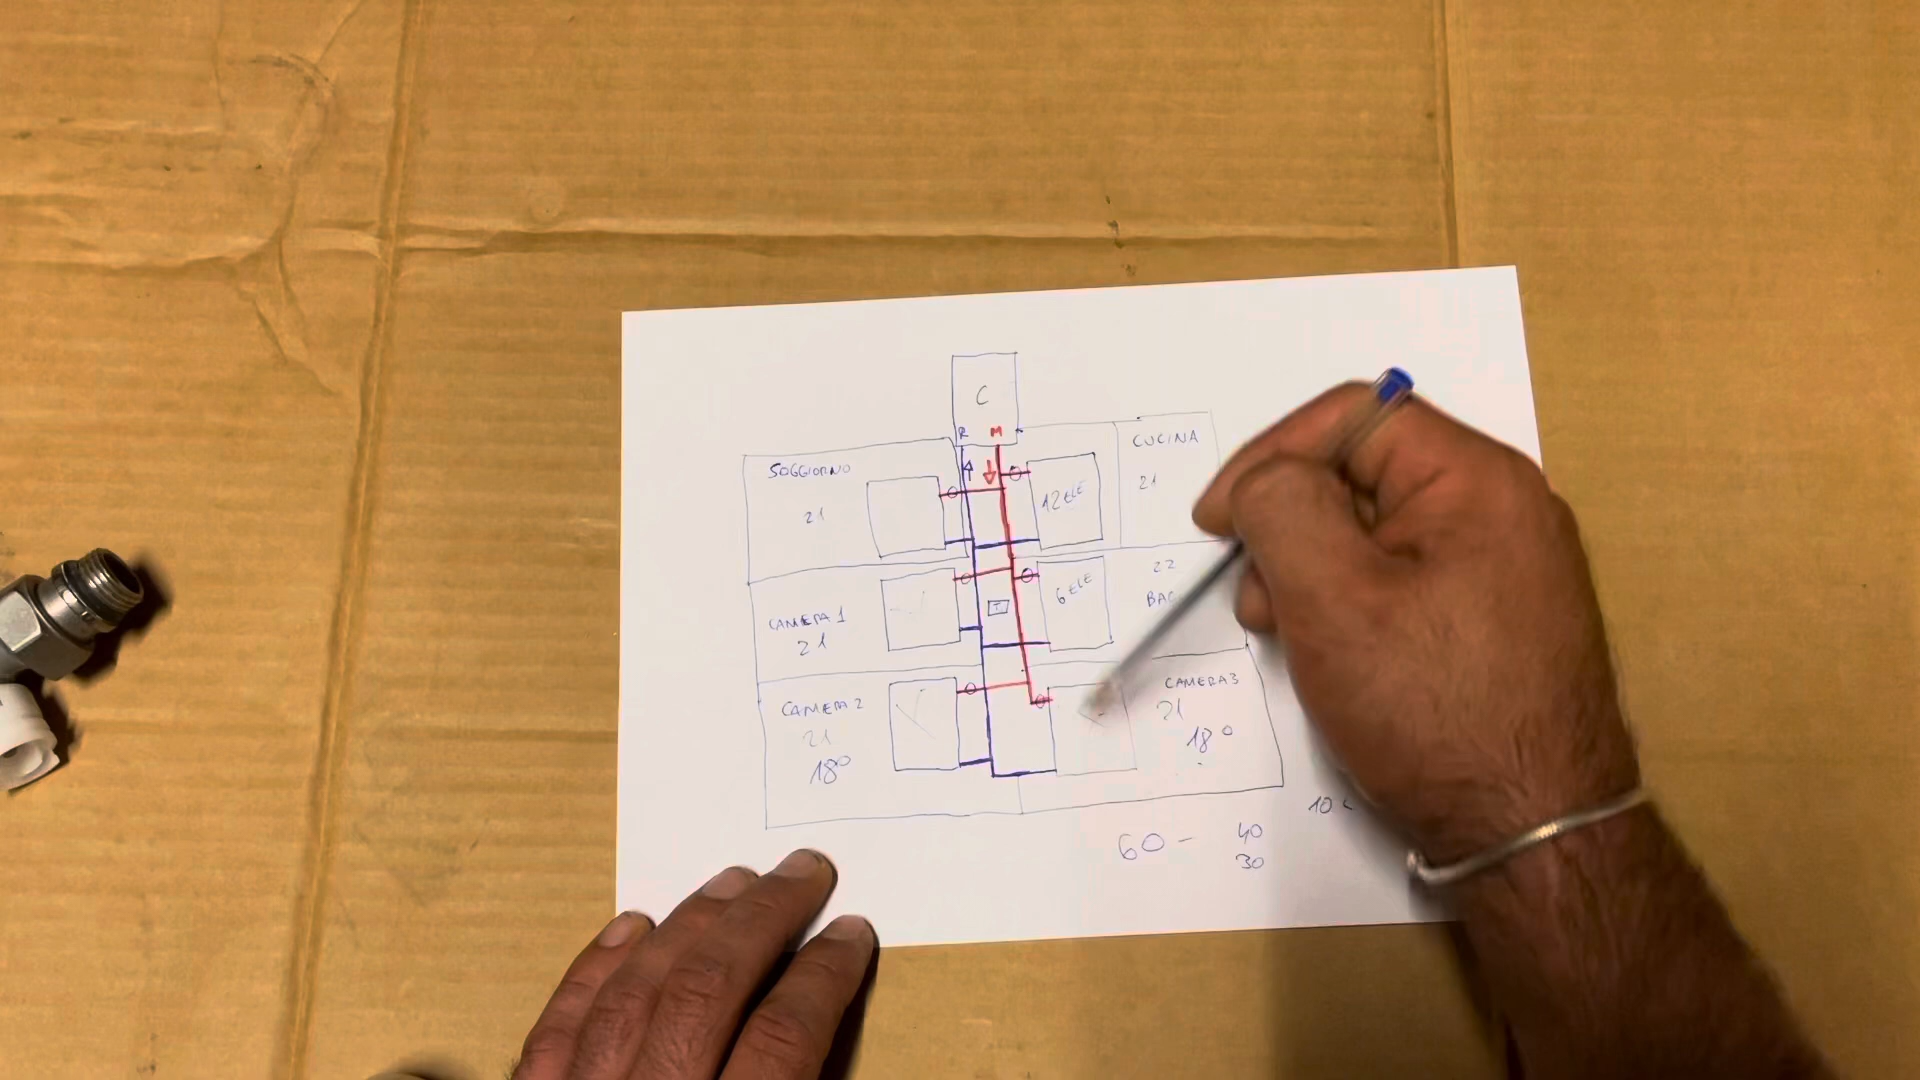 C
R M
SOGGIORNO
21
12 ELE
CUCINA
21
CAMERA 1
21
T
6 ELE
22
CAMERA 2
21
18°
CAMERA 3
21
18°
60 - 40
30